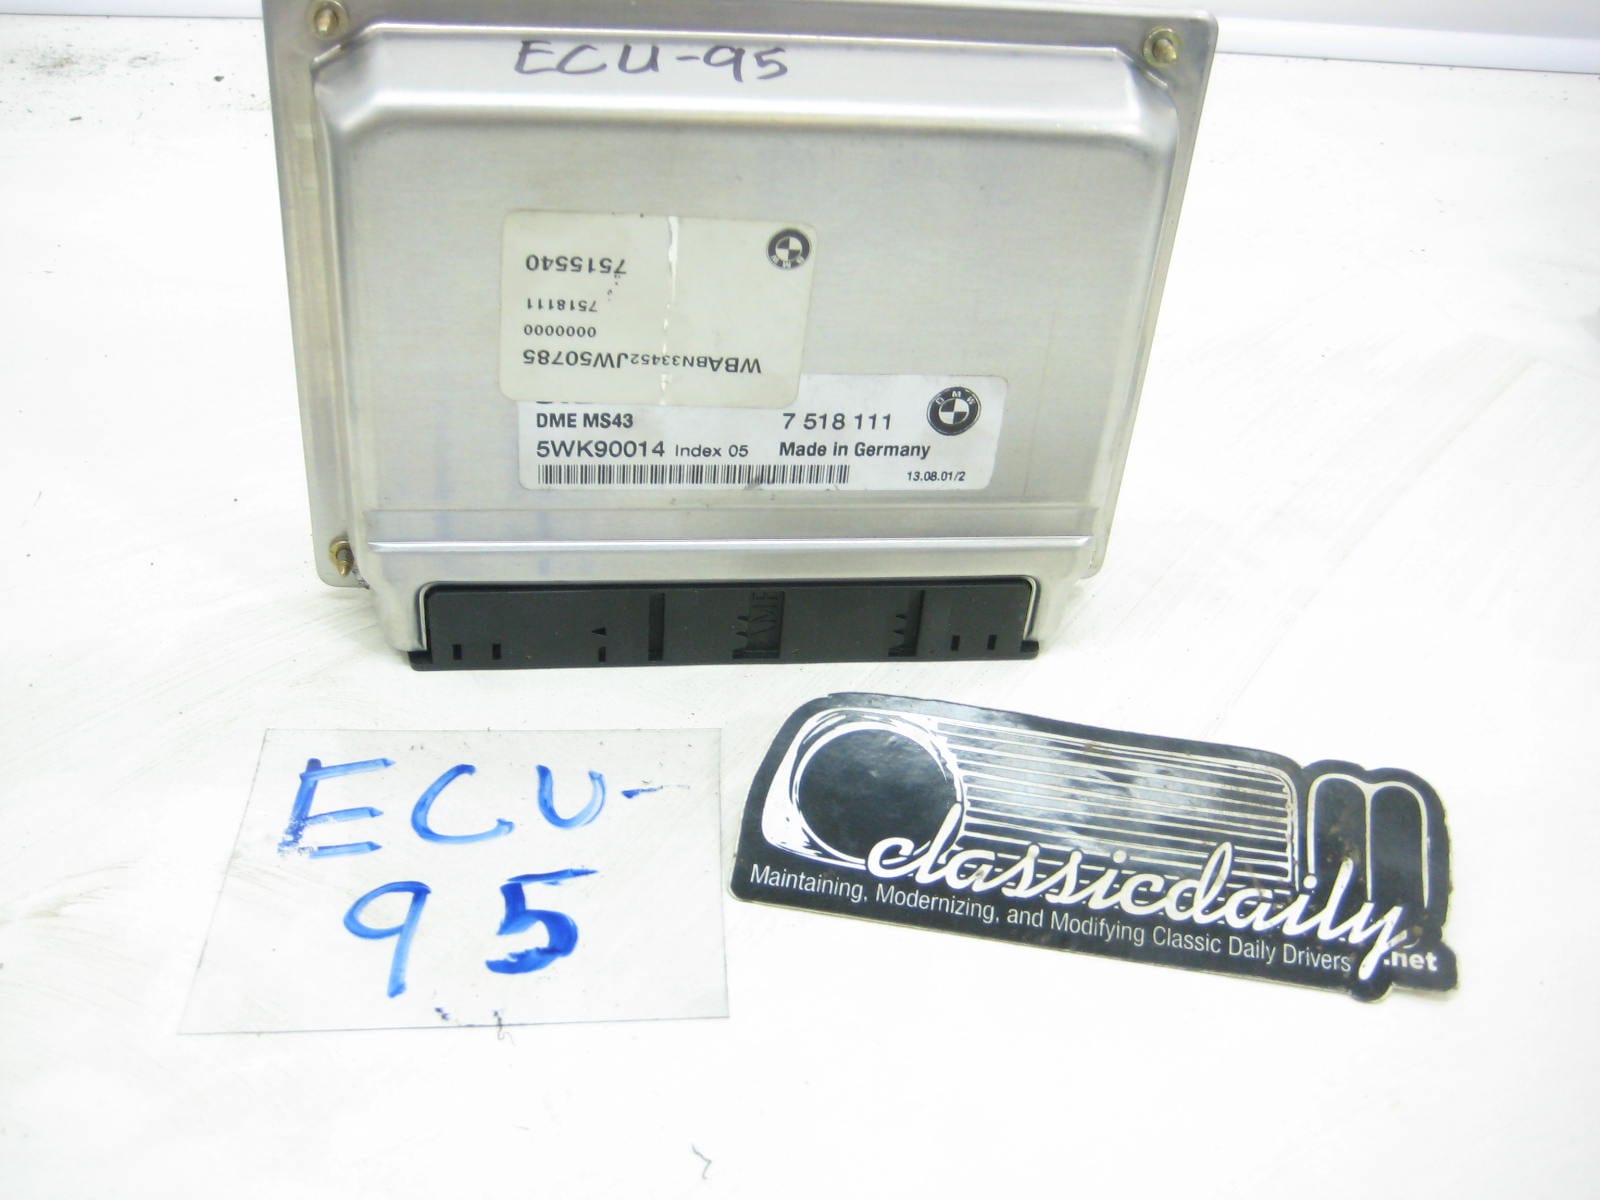 ECU-95
7515540
7518111
0000000
WBABN33452JW50785
DME MS43 7 518 111
BMW
5WK90014 Index 05 Made in Germany
13.08.01/2
ECU-
95
classicdaily
.net
Maintaining, Modernizing, and Modifying Classic Daily Drivers